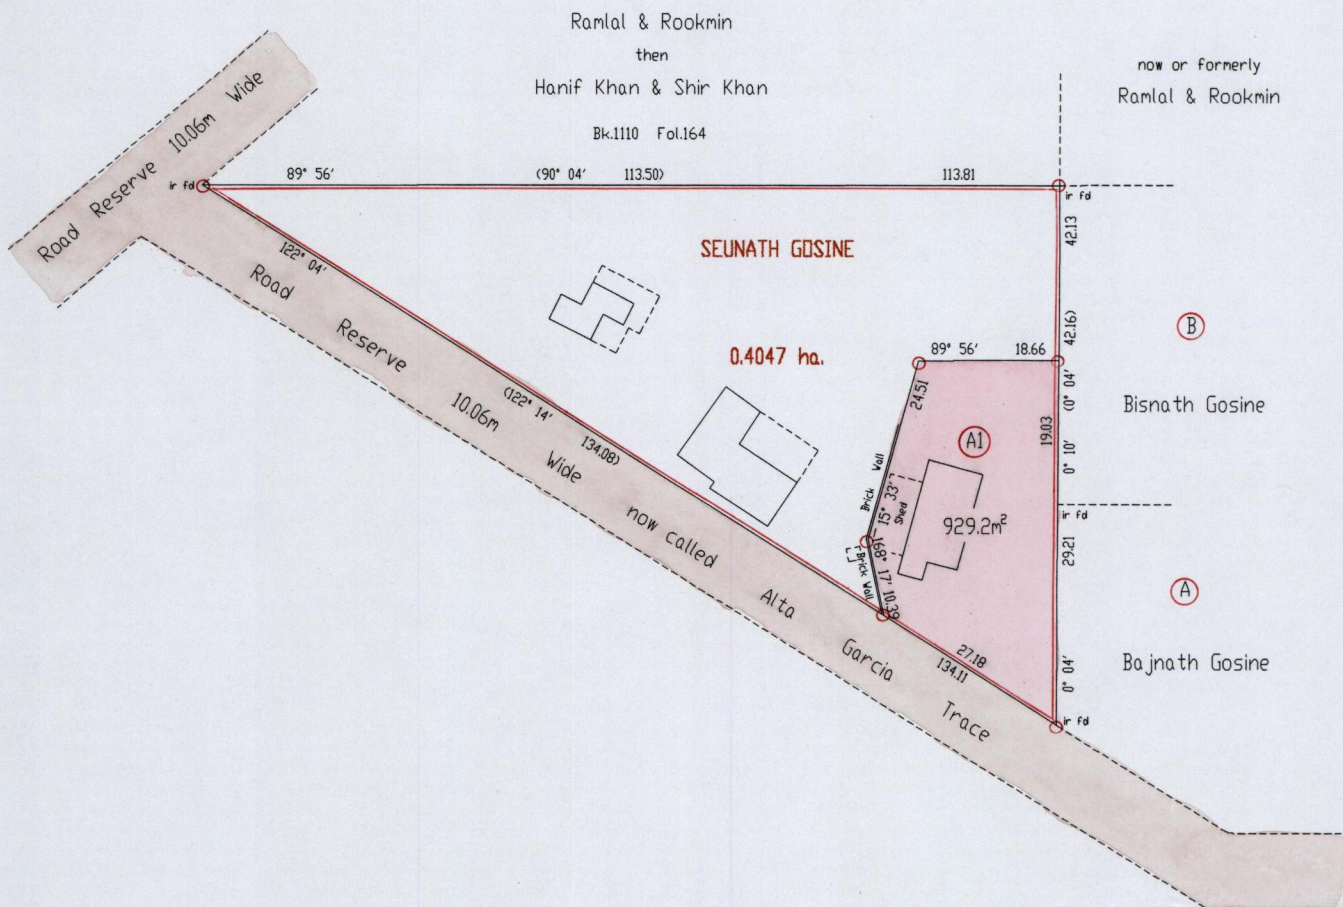 Ramlal & Rookmin
then
Hanif Khan & Shir Khan
Bk.1110 Fol.164
now or formerly
Ramlal & Rookmin
Road Reserve 10.06m Wide
ir fd
89° 56′
(90° 04′ 113.50)
113.81
ir fd
42.13
42.16)
(0° 04′
SEUNATH GOSINE
0.4047 ha.
122° 04′
(122° 14′ 134.08)
Road Reserve 10.06m Wide now called Alta Garcia Trace
89° 56′ 18.66
24.51
15° 33′
Brick Wall
A1
19.03
0° 10′
Shed
929.2m²
168° 17′ 10.39
Brick Wall
27.18
134.11
ir fd
29.21
0° 04′
ir fd
B
Bisnath Gosine
A
Bajnath Gosine